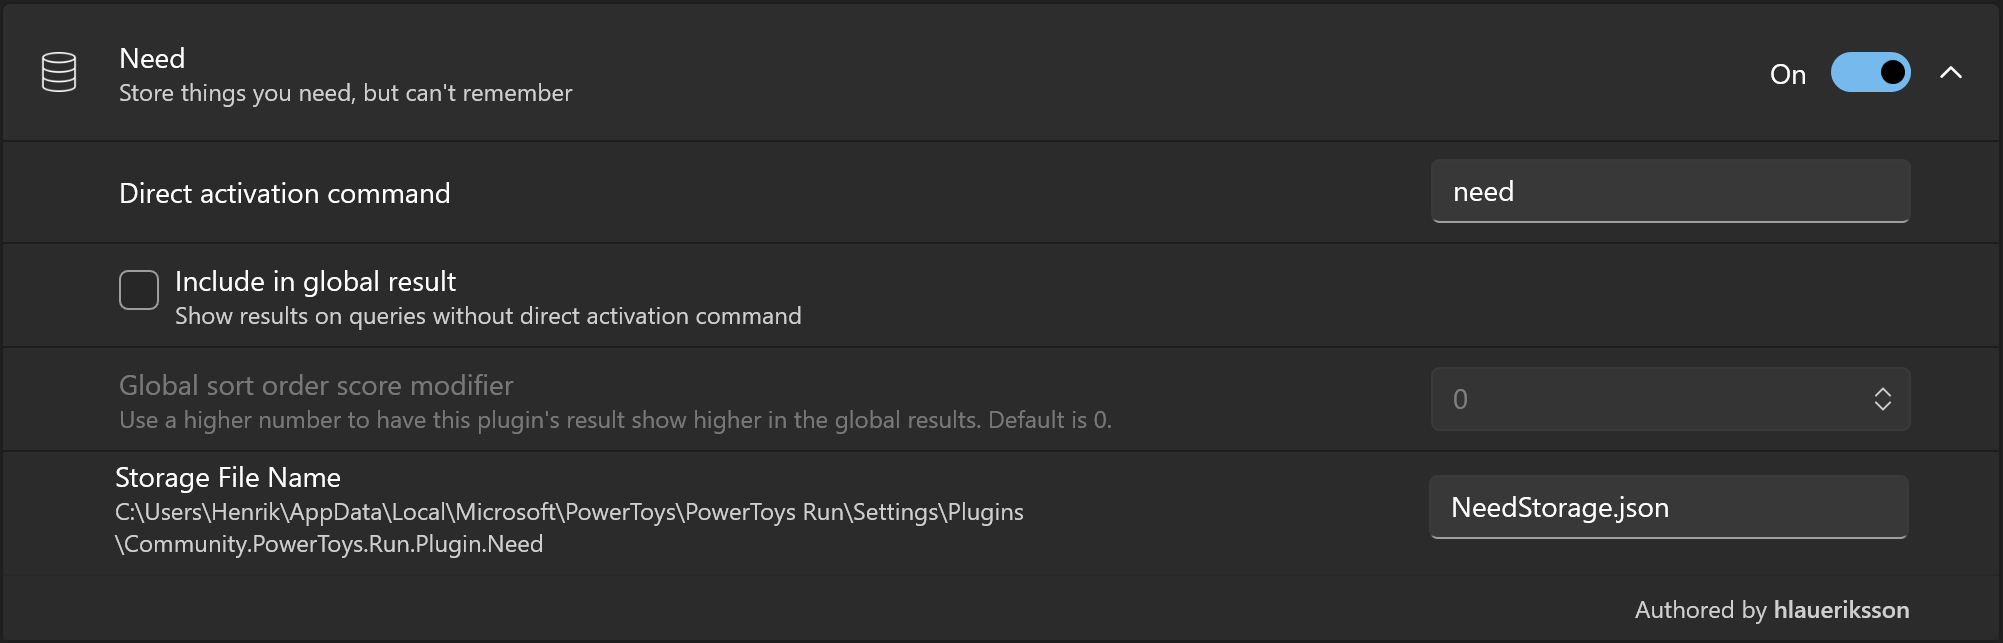 Need
Store things you need, but can't remember
On
Direct activation command
need
Include in global result
Show results on queries without direct activation command
Global sort order score modifier
Use a higher number to have this plugin's result show higher in the global results. Default is 0.
0
Storage File Name
C:\Users\Henrik\AppData\Local\Microsoft\PowerToys\PowerToys Run\Settings\Plugins
\Community.PowerToys.Run.Plugin.Need
NeedStorage.json
Authored by hlaueriksson